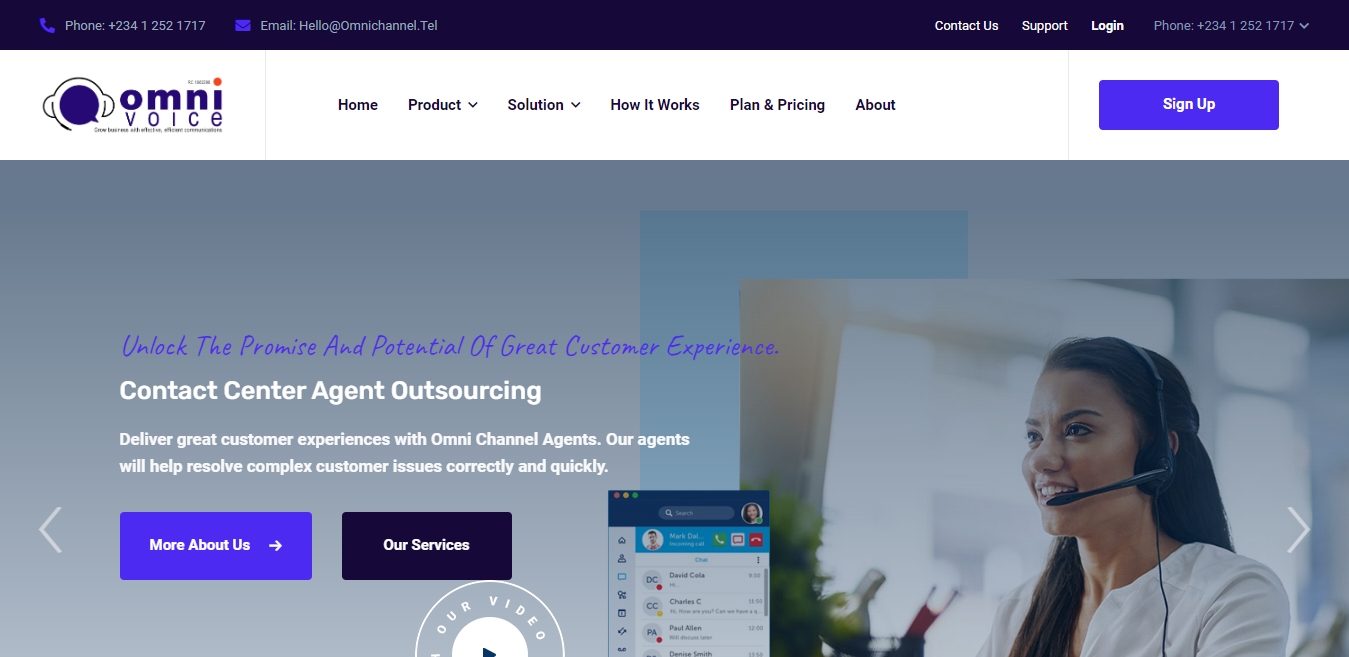 Phone: +234 1 252 1717
Email: Hello@Omnichannel.Tel
Contact Us
Support
Login
Phone: +234 1 252 1717
RC 1662288
omni
voice
Grow business with effective, efficient communications
Home
Product
Solution
How It Works
Plan & Pricing
About
Sign Up
Unlock The Promise And Potential Of Great Customer Experience.
Contact Center Agent Outsourcing
Deliver great customer experiences with Omni Channel Agents. Our agents
will help resolve complex customer issues correctly and quickly.
More About Us
Our Services
OUR VIDEO
Search
Mark Dal...
Incoming call
Chat
DC
David Cola
9:00
Hi...
CC
Charles C
11:50
Hi, How are you? Can we have a q...
PA
Paul Allen
12:00
Will discuss later
Denise Smith
13:50